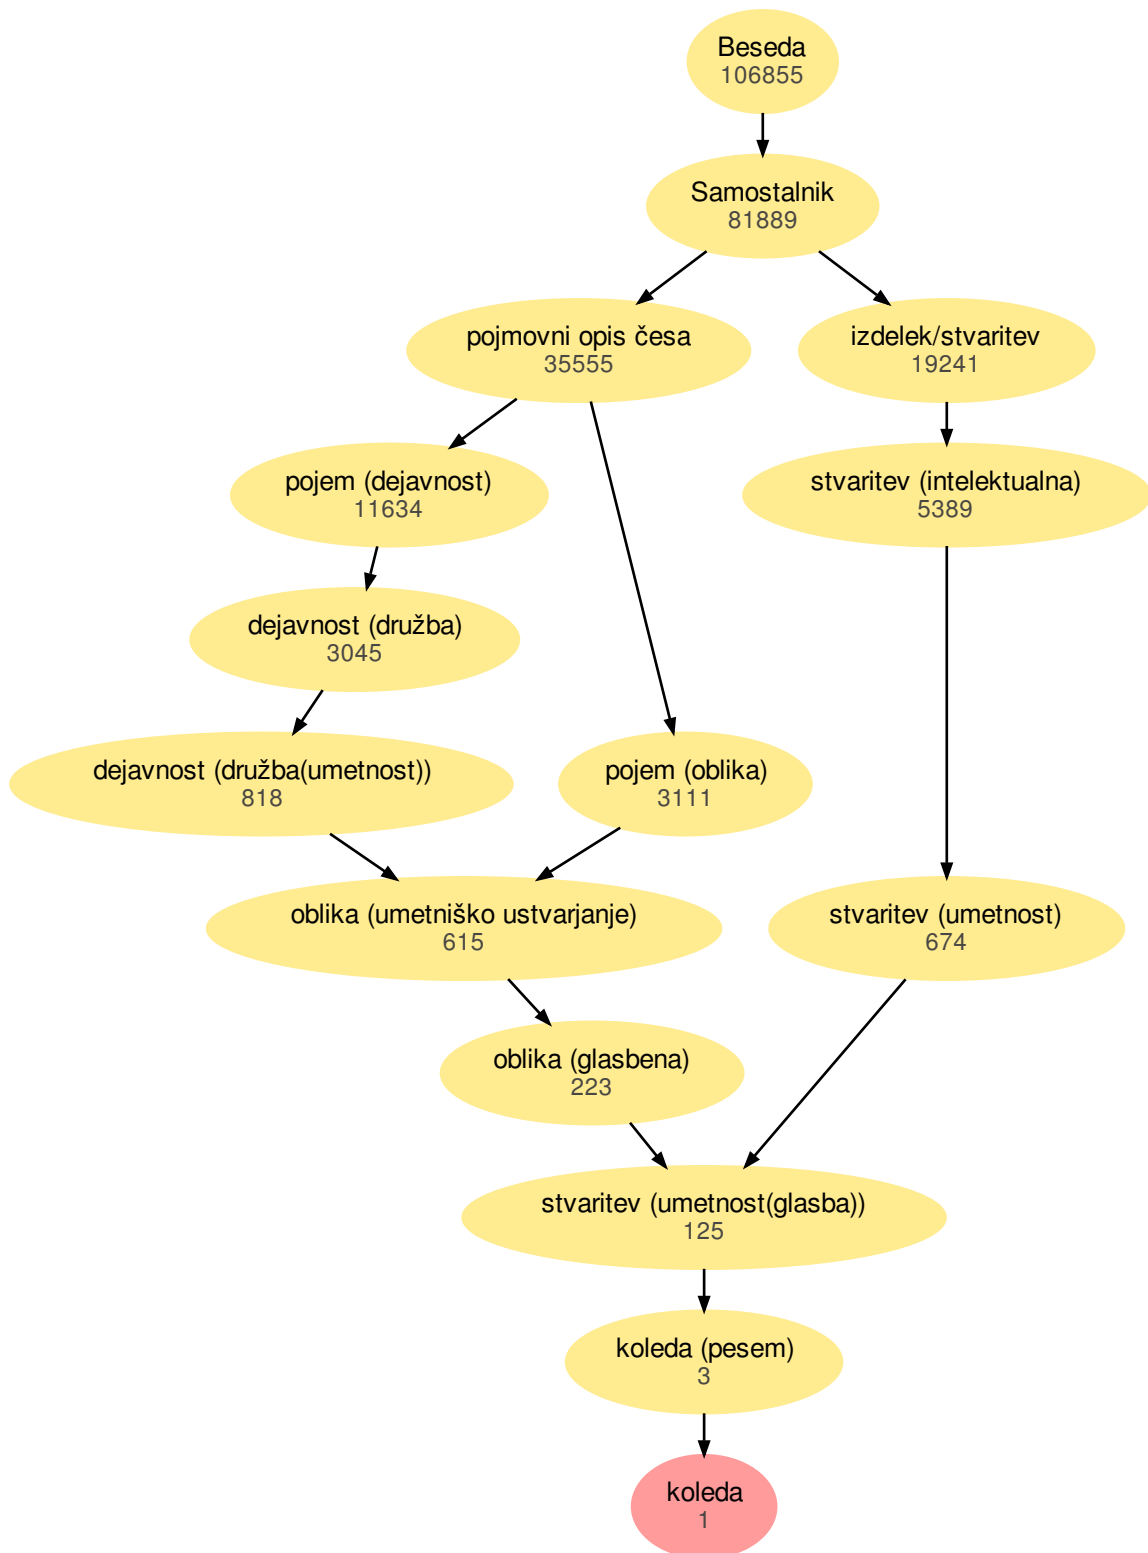 Beseda
106855
Samostalnik
81889
pojmovni opis česa
35555
izdelek/stvaritev
19241
pojem (dejavnost)
11634
stvaritev (intelektualna)
5389
dejavnost (družba)
3045
dejavnost (družba(umetnost))
818
pojem (oblika)
3111
oblika (umetniško ustvarjanje)
615
stvaritev (umetnost)
674
oblika (glasbena)
223
stvaritev (umetnost(glasba))
125
koleda (pesem)
3
koleda
1